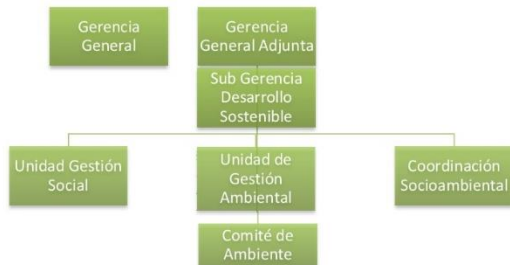 Gerencia
General
Gerencia
General Adjunta
Sub Gerencia
Desarrollo
Sostenible
Unidad Gestión
Social
Unidad de
Gestión
Ambiental
Coordinación
Socioambiental
Comité de
Ambiente